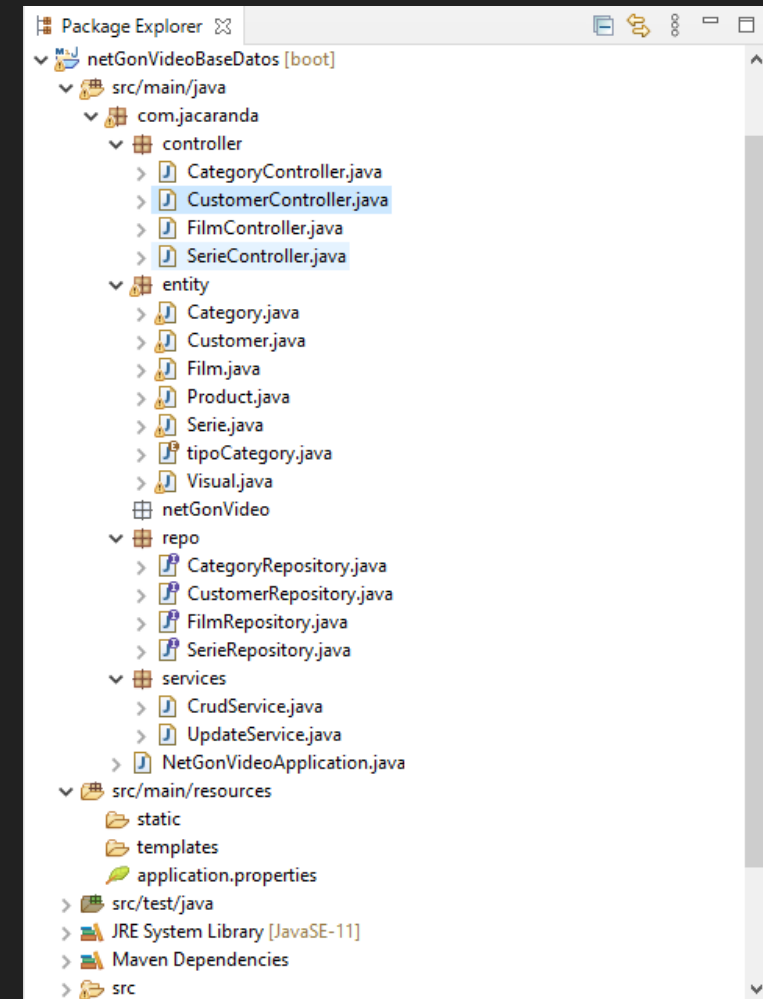 Package Explorer
netGonVideoBaseDatos [boot]
src/main/java
com.jacaranda
controller
CategoryController.java
CustomerController.java
FilmController.java
SerieController.java
entity
Category.java
Customer.java
Film.java
Product.java
Serie.java
tipoCategory.java
Visual.java
netGonVideo
repo
CategoryRepository.java
CustomerRepository.java
FilmRepository.java
SerieRepository.java
services
CrudService.java
UpdateService.java
NetGonVideoApplication.java
src/main/resources
static
templates
application.properties
src/test/java
JRE System Library [JavaSE-11]
Maven Dependencies
src